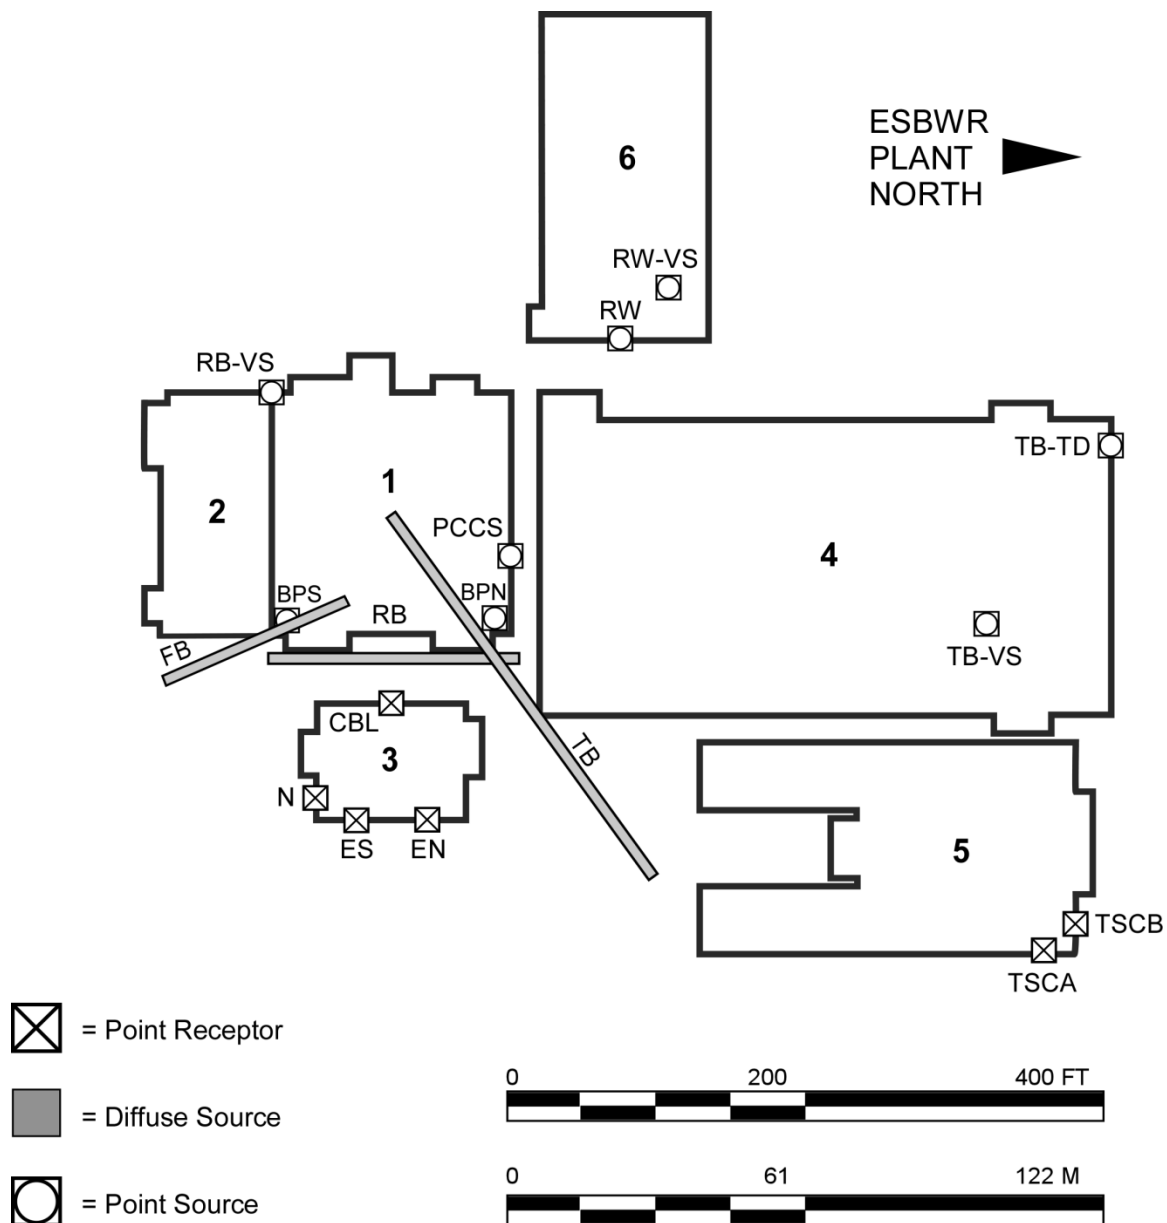 6
ESBWR
PLANT
NORTH
RW-VS
RW
RB-VS
TB-TD
1
2
PCCS
4
BPS
BPN
RB
FB
TB-VS
CBL
3
TB
N
ES
EN
5
TSCB
TSCA
= Point Receptor
= Diffuse Source
= Point Source
0 200 400 FT
0 61 122 M